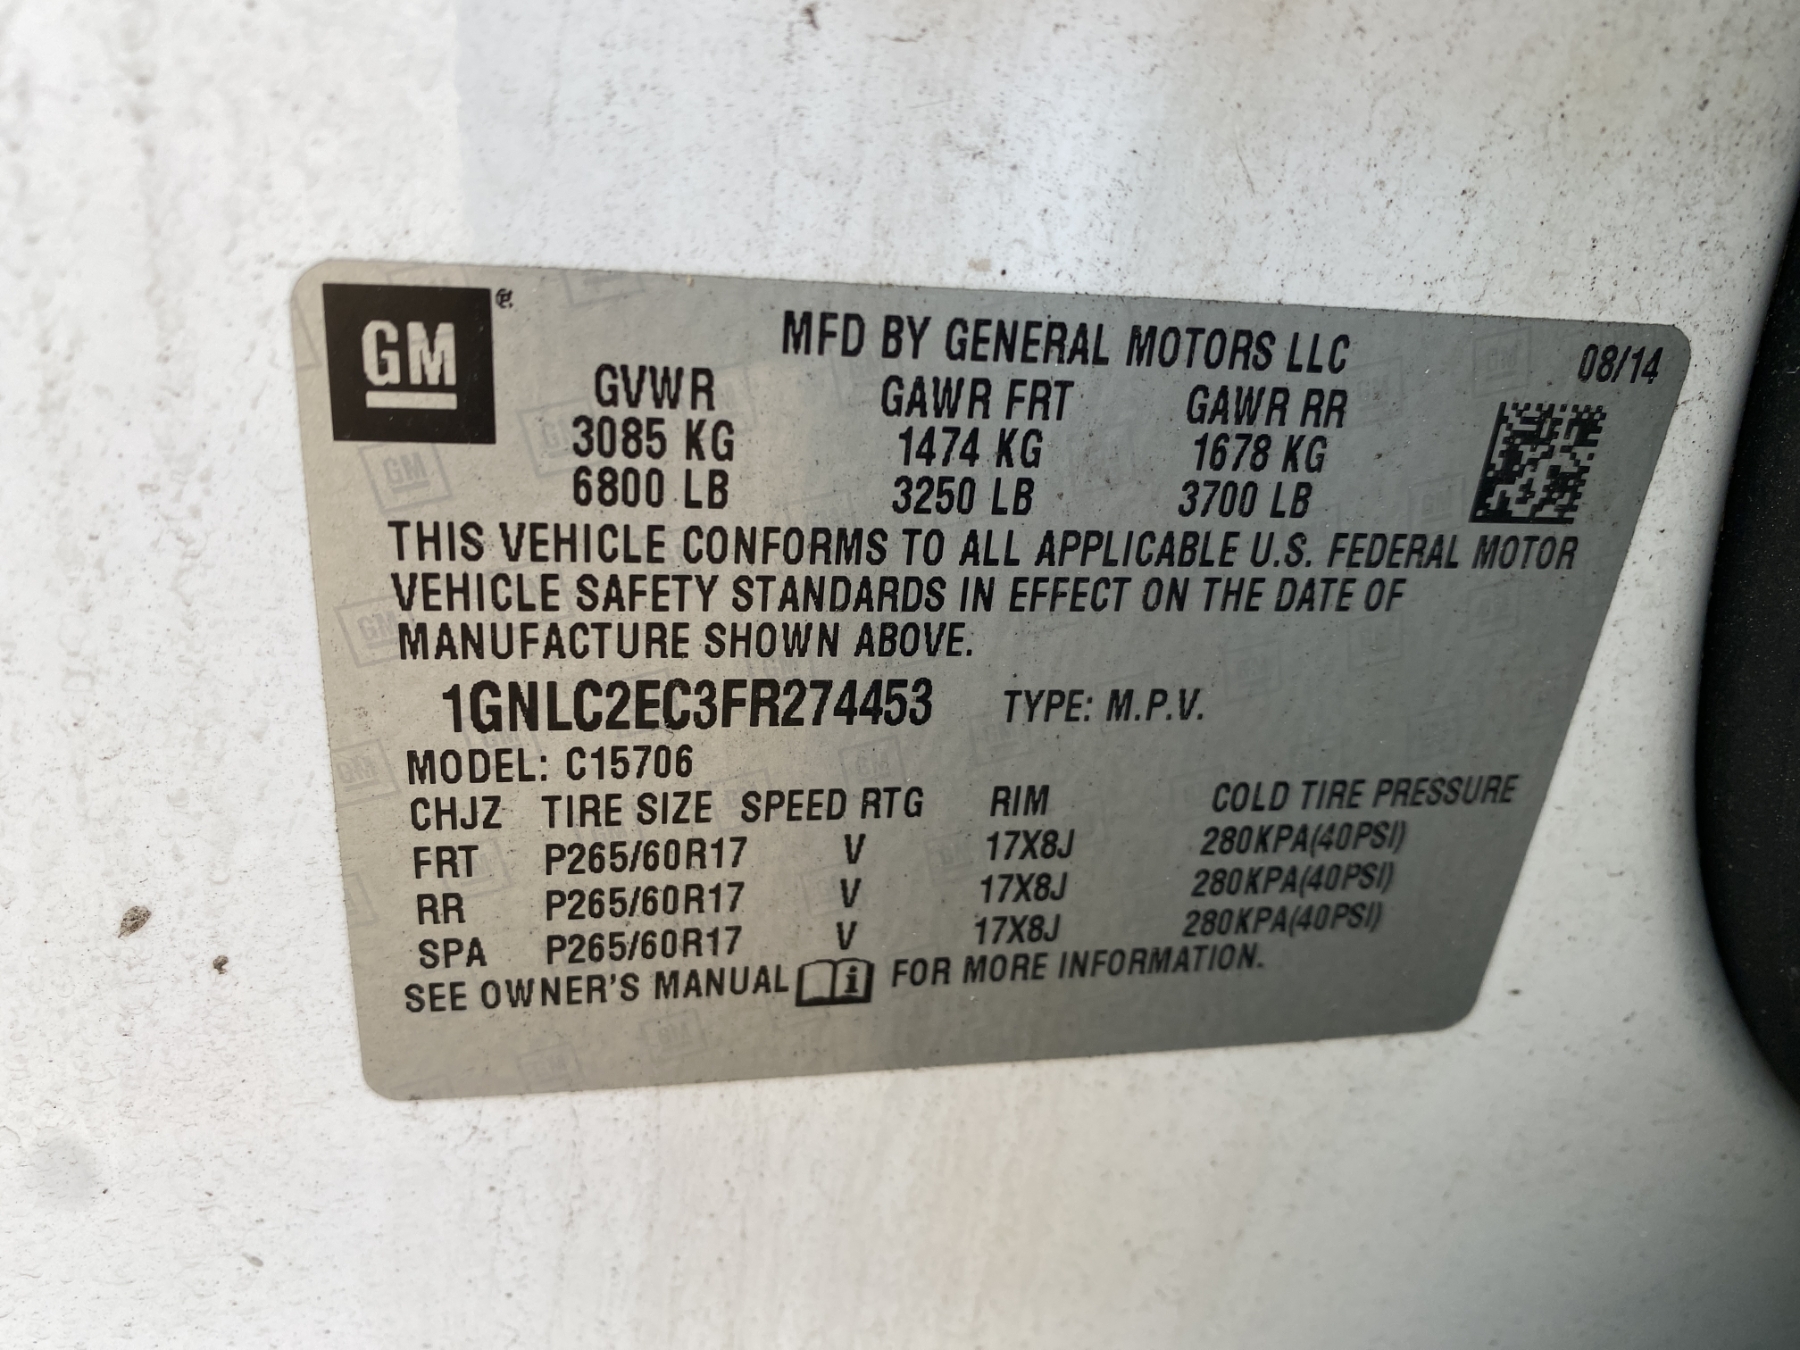 GM
MFD BY GENERAL MOTORS LLC 08/14
GVWR GAWR FRT GAWR RR
3085 KG 1474 KG 1678 KG
6800 LB 3250 LB 3700 LB
THIS VEHICLE CONFORMS TO ALL APPLICABLE U.S. FEDERAL MOTOR
VEHICLE SAFETY STANDARDS IN EFFECT ON THE DATE OF
MANUFACTURE SHOWN ABOVE.
1GNLC2EC3FR274453 TYPE: M.P.V.
MODEL: C15706
CHJZ TIRE SIZE SPEED RTG RIM COLD TIRE PRESSURE
FRT P265/60R17 V 17X8J 280KPA(40PSI)
RR P265/60R17 V 17X8J 280KPA(40PSI)
SPA P265/60R17 V 17X8J 280KPA(40PSI)
SEE OWNER'S MANUAL FOR MORE INFORMATION.